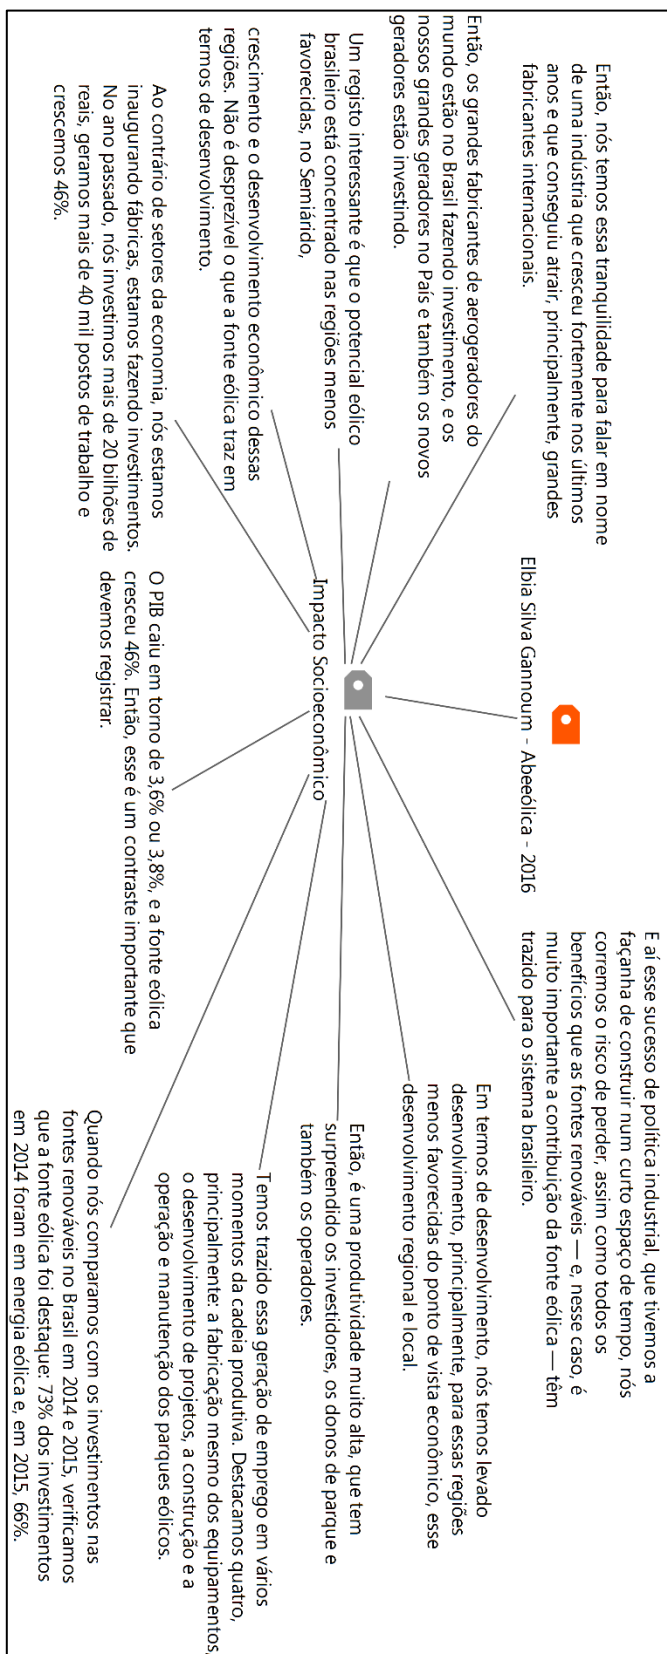 Elbia Silva Gannoum - Abeeólica - 2016
Impacto Socioeconômico
Então, nós temos essa tranquilidade para falar em nome
de uma indústria que cresceu fortemente nos últimos
anos e que conseguiu atrair, principalmente, grandes
fabricantes internacionais.
Então, os grandes fabricantes de aerogeradores do
mundo estão no Brasil fazendo investimento, e os
nossos grandes geradores no País e também os novos
geradores estão investindo.
Um registo interessante é que o potencial eólico
brasileiro está concentrado nas regiões menos
favorecidas, no Semiárido,
crescimento e o desenvolvimento econômico dessas
regiões. Não é desprezível o que a fonte eólica traz em
termos de desenvolvimento.
Ao contrário de setores da economia, nós estamos
inaugurando fábricas, estamos fazendo investimentos.
No ano passado, nós investimos mais de 20 bilhões de
reais, geramos mais de 40 mil postos de trabalho e
crescemos 46%.
O PIB caiu em torno de 3,6% ou 3,8%, e a fonte eólica
cresceu 46%. Então, esse é um contraste importante que
devemos registrar.
E aí esse sucesso de política industrial, que tivemos a
façanha de construir num curto espaço de tempo, nós
corremos o risco de perder, assim como todos os
benefícios que as fontes renováveis — e, nesse caso, é
muito importante a contribuição da fonte eólica — têm
trazido para o sistema brasileiro.
Em termos de desenvolvimento, nós temos levado
desenvolvimento, principalmente, para essas regiões
menos favorecidas do ponto de vista econômico, esse
desenvolvimento regional e local.
Então, é uma produtividade muito alta, que tem
surpreendido os investidores, os donos de parque e
também os operadores.
Temos trazido essa geração de emprego em vários
momentos da cadeia produtiva. Destacamos quatro,
principalmente: a fabricação mesmo dos equipamentos,
o desenvolvimento de projetos, a construção e a
operação e manutenção dos parques eólicos.
Quando nós comparamos com os investimentos nas
fontes renováveis no Brasil em 2014 e 2015, verificamos
que a fonte eólica foi destaque: 73% dos investimentos
em 2014 foram em energia eólica e, em 2015, 66%.